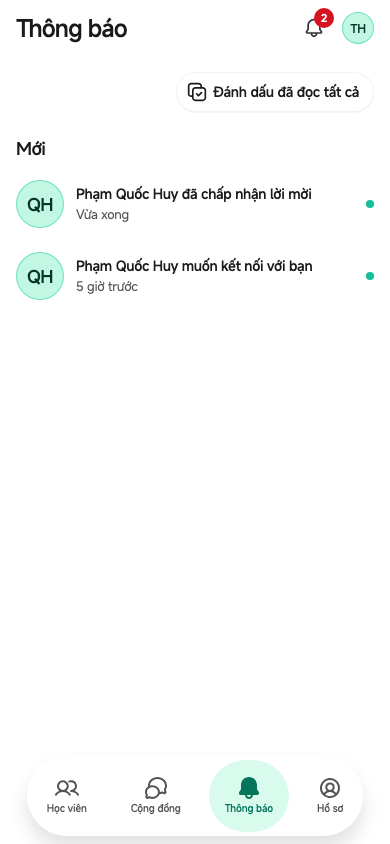 Thông báo
2
TH
Đánh dấu đã đọc tất cả
Mới
QH
Phạm Quốc Huy đã chấp nhận lời mời
Vừa xong
QH
Phạm Quốc Huy muốn kết nối với bạn
5 giờ trước
Học viên
Cộng đồng
Thông báo
Hồ sơ